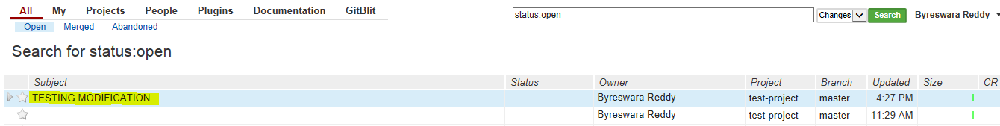 All My Projects People Plugins Documentation GitBlit
status:open Changes Search Byreswara Reddy
Open Merged Abandoned
Search for status:open
Subject Status Owner Project Branch Updated Size CR
TESTING MODIFICATION Byreswara Reddy test-project master 4:27 PM
Byreswara Reddy test-project master 11:29 AM